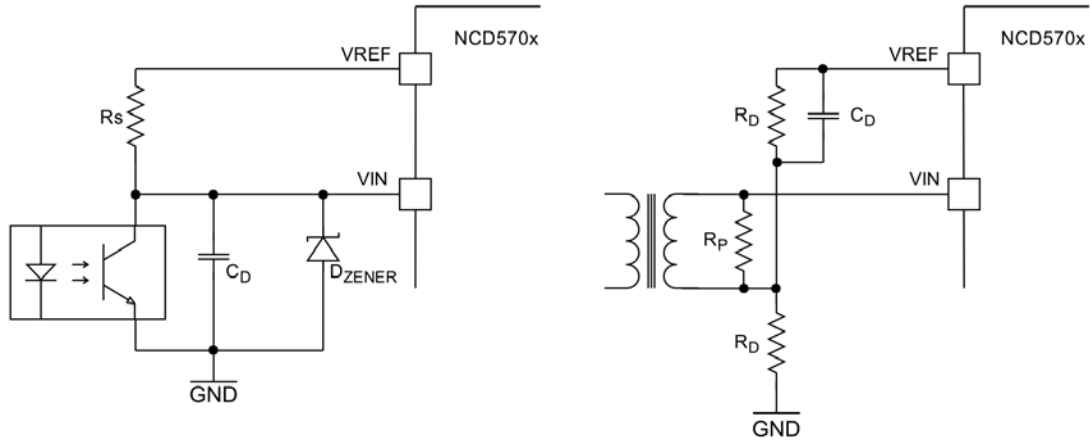 NCD570x
VREF
Rs
VIN
CD
DZENER
GND
NCD570x
VREF
RD
CD
VIN
RP
RD
GND